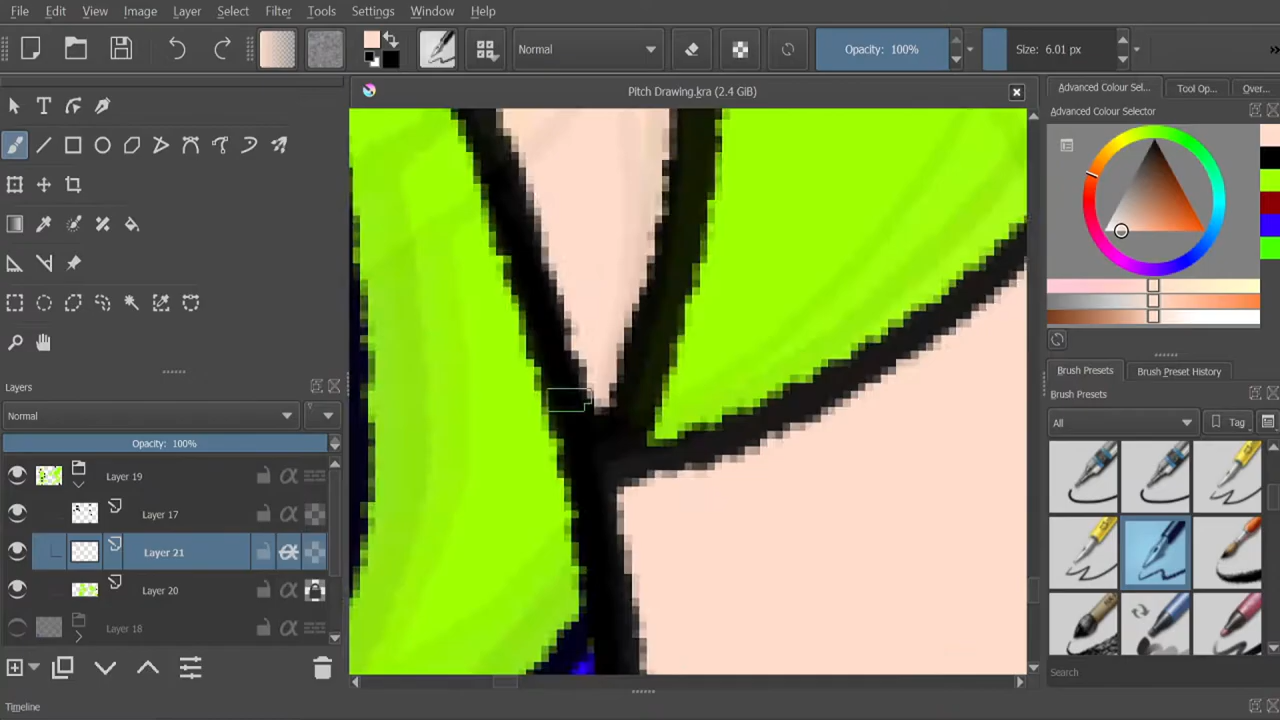 File Edit View Image Layer Select Filter Tools Settings Window Help
Normal Opacity: 100% Size: 6.01 px
Pitch Drawing.kra (2.4 GiB)
Advanced Colour Sel... Tool Op... Over...
Advanced Colour Selector
Layers
Normal
Opacity: 100%
Layer 19
Layer 17
Layer 21
Layer 20
Layer 18
Brush Presets Brush Preset History
Brush Presets
All Tag
Search
Timeline